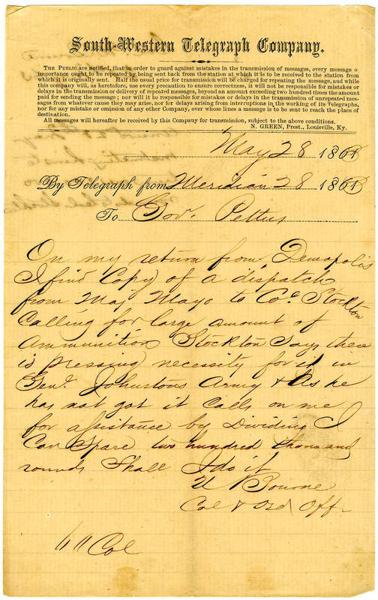 South-Western Telegraph Company.
THE PUBLIC are notified, that in order to guard against mistakes in the transmission of messages, every message of
importance ought to be repeated by being sent back from the station at which it is to be received to the station from
which it is originally sent. Half the usual price for transmission will be charged for repeating the message, and while
this company will, as heretofore, use every precaution to ensure correctness, it will not be responsible for mistakes or
delays in the transmission or delivery of repeated messages, beyond an amount exceeding two hundred times the amount
paid for sending the message; nor will it be responsible for mistakes or delays in the transmission of unrepeated messages
from whatever cause they may arise, nor for delays arising from interruptions in the working of its Telegraphs,
nor for any mistake or omission of any other Company, over whose lines a message is to be sent to reach the place of
destination.
All messages will hereafter be received by this Company for transmission, subject to the above conditions.
N. GREEN, Prest., Louisville, Ky.
May 28 1863
By Telegraph from Meridian 28 1863
To Gov. Pettus
On my return from Demopolis
I find Copy of a dispatch
from Maj Mayo to Col Stockton
Calling for large amount of
ammunition Stockton Says there
is pressing necessity for it in
Genl Johnstons Army & As he
has not got it calls on me
for assistance by Dividing I
Can Spare two hundred thousand
rounds Shall I do it
Col & Ord Offr
Col